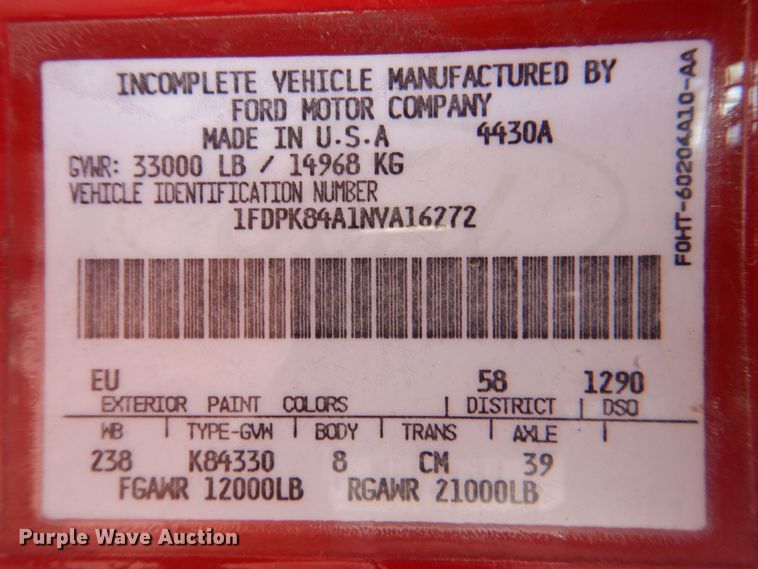 INCOMPLETE VEHICLE MANUFACTURED BY
FORD MOTOR COMPANY
MADE IN U.S.A 4430A
GVWR: 33000 LB / 14968 KG
VEHICLE IDENTIFICATION NUMBER
1FDPK84A1NVA16272
F0HT-60204A10-AA
EU 58 1290
EXTERIOR PAINT COLORS | DISTRICT | DSO
WB | TYPE-GVW | BODY | TRANS | AXLE |
238 K84330 8 CM 39
FGAWR 12000LB RGAWR 21000LB
Purple Wave Auction